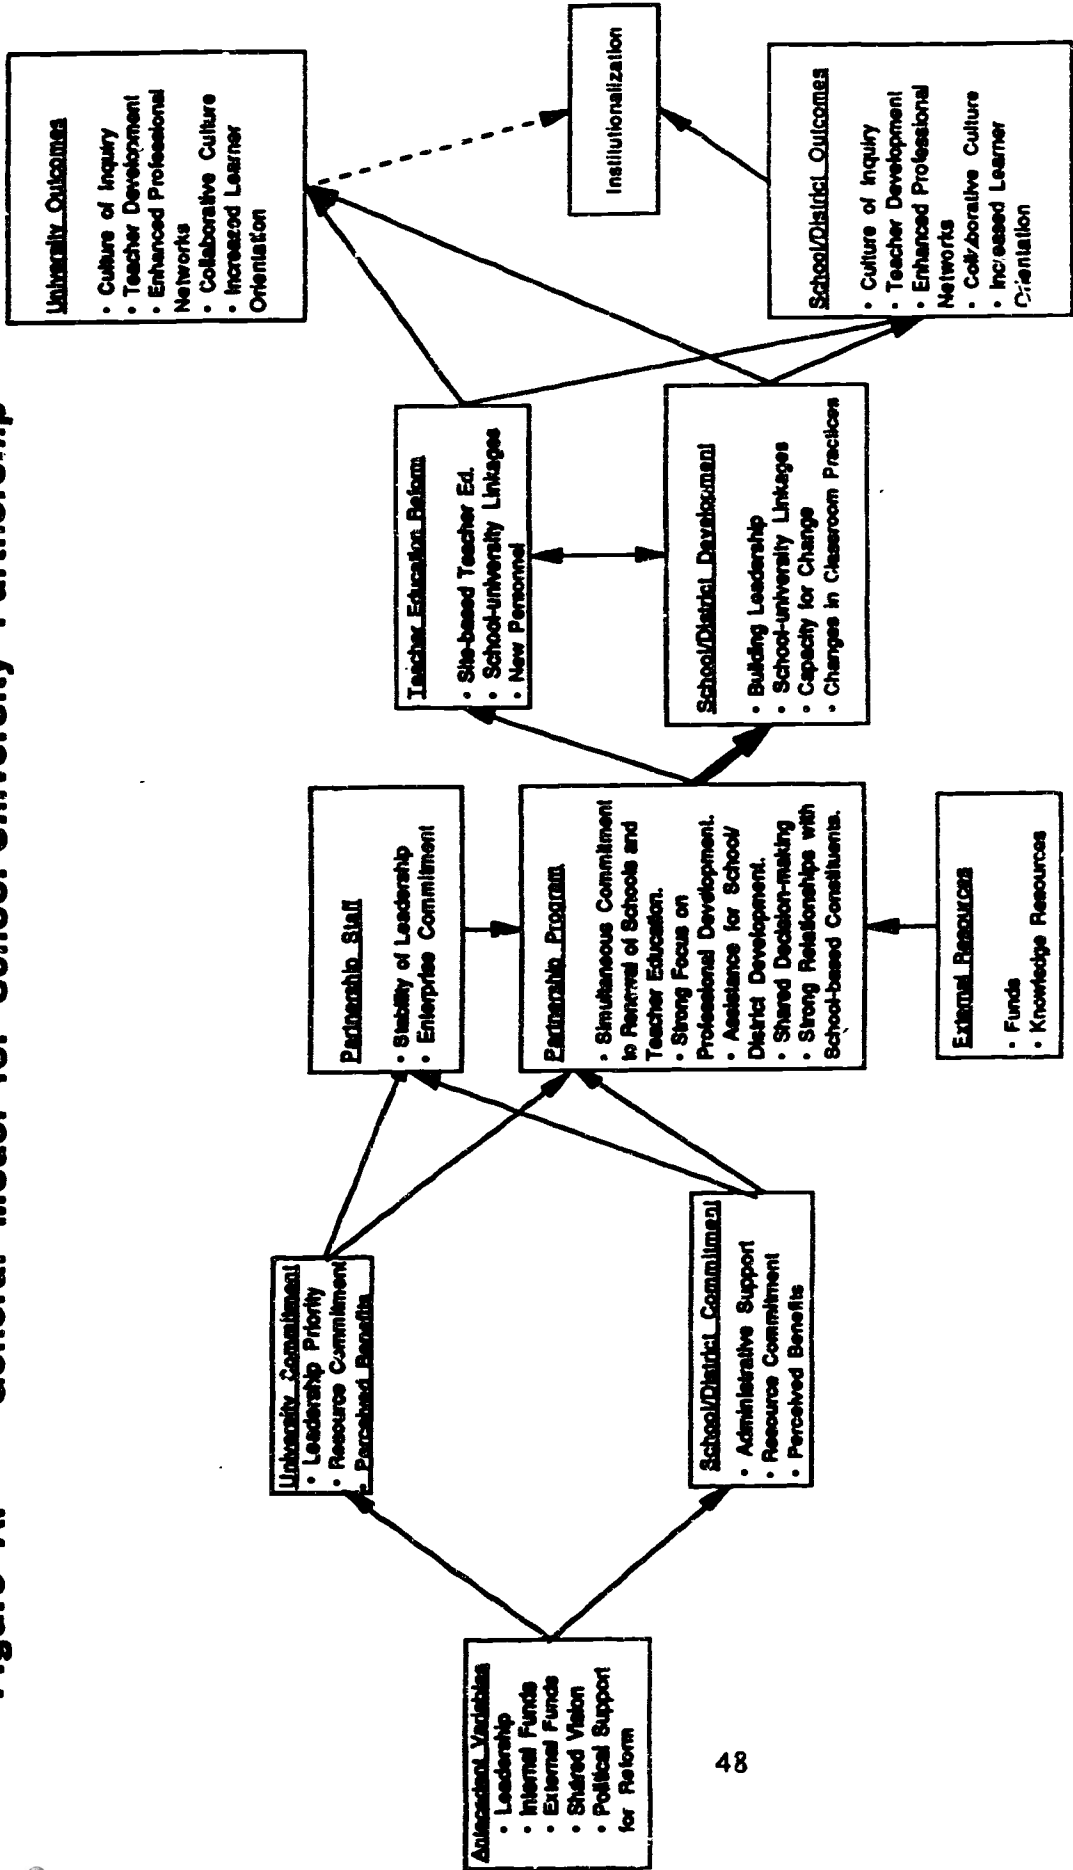 Figure A. General Model for School-University Partnership
Antecedent Variables
• Leadership
• Internal Funds
• External Funds
• Shared Vision
• Political Support
for Reform
University Commitment
• Leadership Priority
• Resource Commitment
• Perceived Benefits
School/District Commitment
• Administrative Support
• Resource Commitment
• Perceived Benefits
Partnership Staff
• Stability of Leadership
• Enterprise Commitment
Partnership Program
• Simultaneous Commitment
to Renewal of Schools and
Teacher Education.
• Strong Focus on
Professional Development.
• Assistance for School/
District Development.
• Shared Decision-making
• Strong Relationships with
School-based Constituents.
External Resources
• Funds
• Knowledge Resources
Teacher Education Reform
• Site-based Teacher Ed.
• School-university Linkages
• New Personnel
School/District Development
• Building Leadership
• School-university Linkages
• Capacity for Change
• Changes in Classroom Practices
University Outcomes
• Culture of Inquiry
• Teacher Development
• Enhanced Professional
Networks
• Collaborative Culture
• Increased Learner
Orientation
Institutionalization
School/District Outcomes
• Culture of Inquiry
• Teacher Development
• Enhanced Professional
Networks
• Collaborative Culture
• Increased Learner
Orientation
48